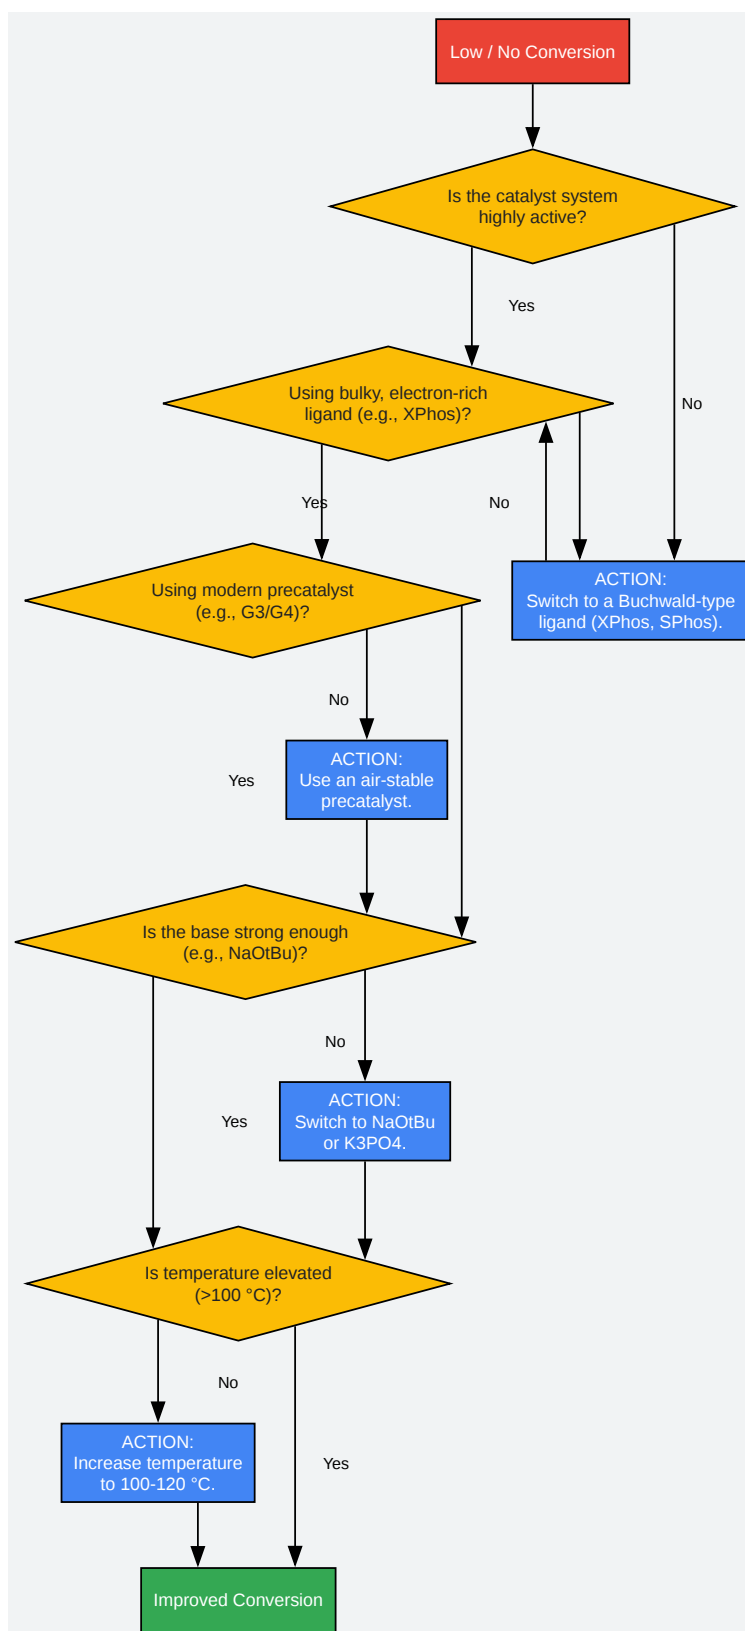 Low / No Conversion
Is the catalyst system
highly active?
Yes
Using bulky, electron-rich
ligand (e.g., XPhos)?
No
Yes
No
Using modern precatalyst
(e.g., G3/G4)?
ACTION:
Switch to a Buchwald-type
ligand (XPhos, SPhos).
No
ACTION:
Use an air-stable
precatalyst.
Yes
Is the base strong enough
(e.g., NaOtBu)?
No
ACTION:
Switch to NaOtBu
or K3PO4.
Yes
Is temperature elevated
(>100 °C)?
No
ACTION:
Increase temperature
to 100-120 °C.
Yes
Improved Conversion